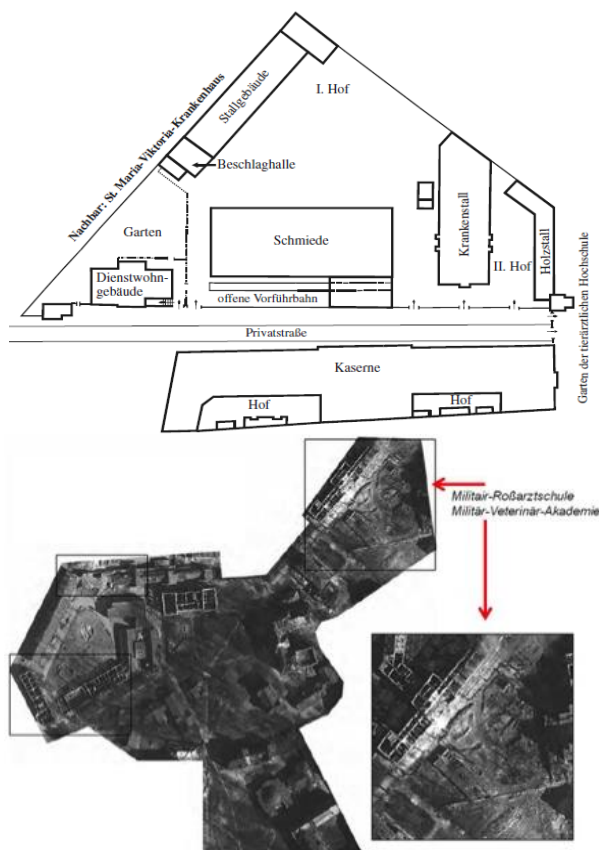 I. Hof
Stallgebäude
Nachbar: St. Maria-Viktoria-Krankenhaus
Beschlaghalle
Garten
Schmiede
Krankenstall
Holzstall
II. Hof
Dienstwohn-
gebäude
offene Vorführbahn
Privatstraße
Garten der tierärztlichen Hochschule
Kaserne
Hof
Hof
Militair-Roßarztschule
Militär-Veterinär-Akademie